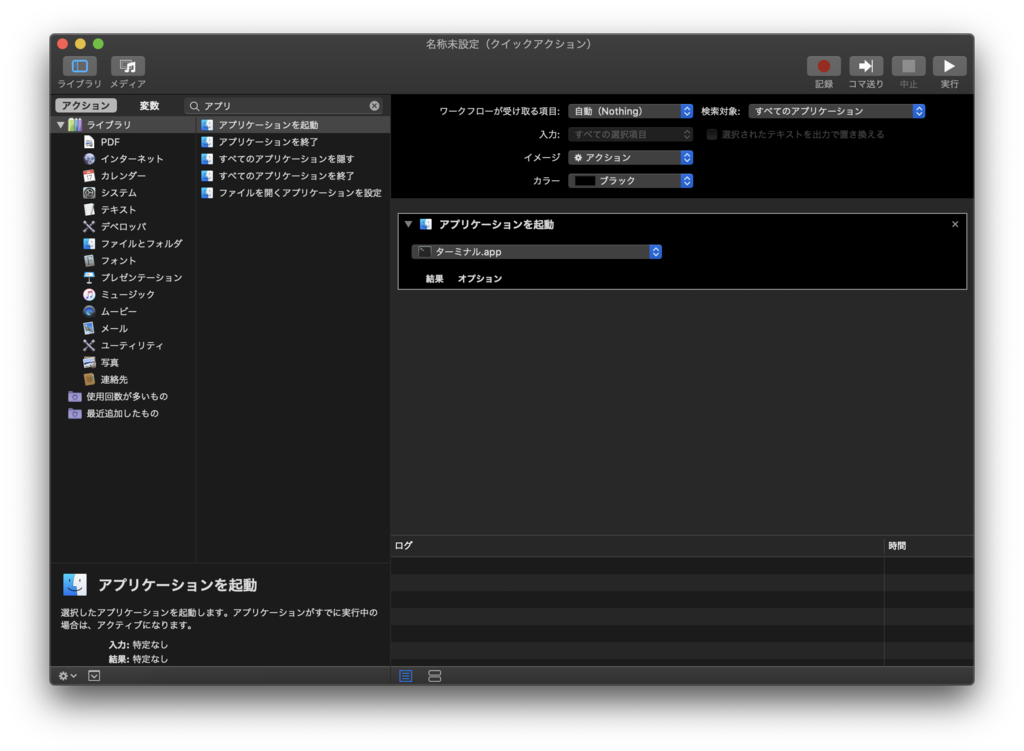 名称未設定（クイックアクション）
ライブラリ
メディア
記録
コマ送り
中止
実行
アクション
変数
アプリ
ライブラリ
PDF
インターネット
カレンダー
システム
テキスト
デベロッパ
ファイルとフォルダ
フォント
プレゼンテーション
ミュージック
ムービー
メール
ユーティリティ
写真
連絡先
使用回数が多いもの
最近追加したもの
アプリケーションを起動
アプリケーションを終了
すべてのアプリケーションを隠す
すべてのアプリケーションを終了
ファイルを開くアプリケーションを設定
ワークフローが受け取る項目: 自動（Nothing） 検索対象: すべてのアプリケーション
入力: すべての選択項目 選択されたテキストを出力で置き換える
イメージ アクション
カラー ブラック
アプリケーションを起動
ターミナル.app
結果 オプション
ログ 時間
アプリケーションを起動
選択したアプリケーションを起動します。アプリケーションがすでに実行中の
場合は、アクティブになります。
入力: 特定なし
結果: 特定なし